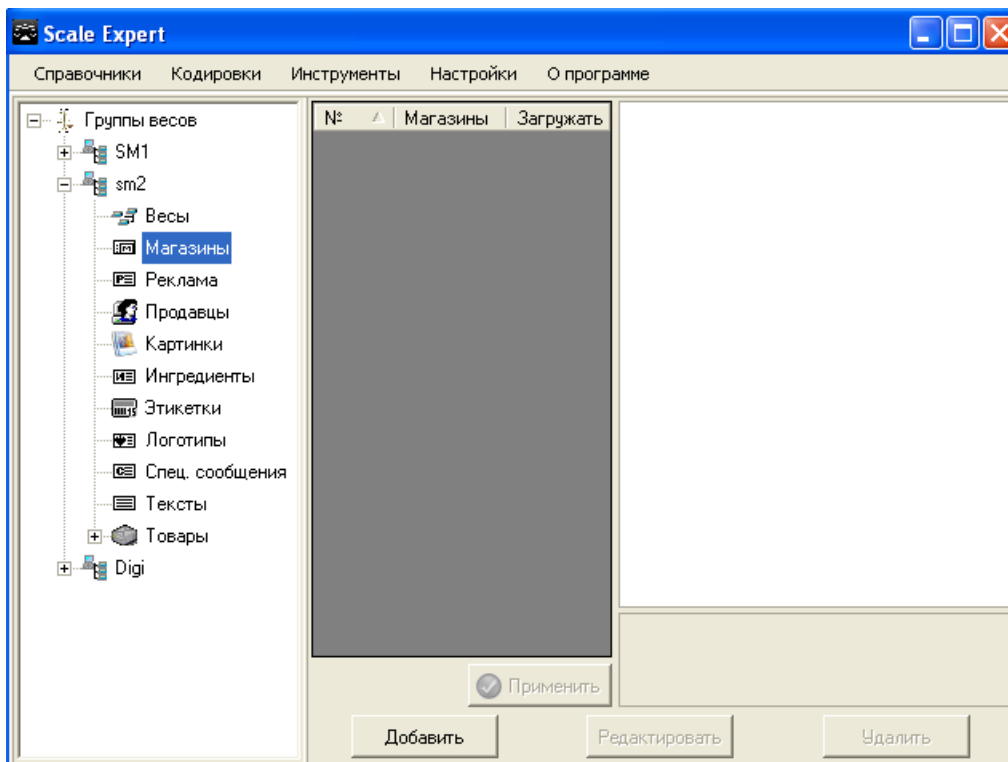 Scale Expert
Справочники Кодировки Инструменты Настройки О программе
Группы весов
SM1
sm2
Весы
Магазины
Реклама
Продавцы
Картинки
Ингредиенты
Этикетки
Логотипы
Спец. сообщения
Тексты
Товары
Digi
№ Магазины Загружать
Применить
Добавить Редактировать Удалить